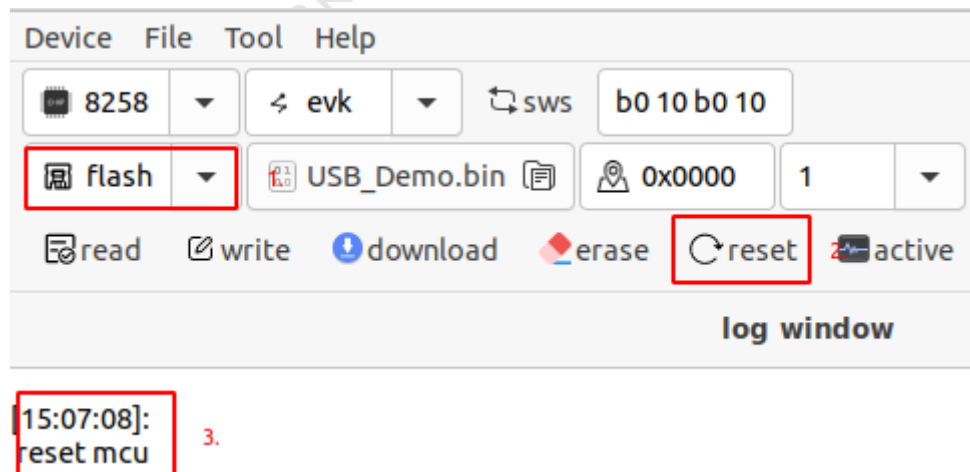 Device File Tool Help
8258 evk sws b0 10 b0 10
flash 1. USB_Demo.bin 0x0000 1
read write download erase reset 2. active
log window
[15:07:08]:
reset mcu
3.